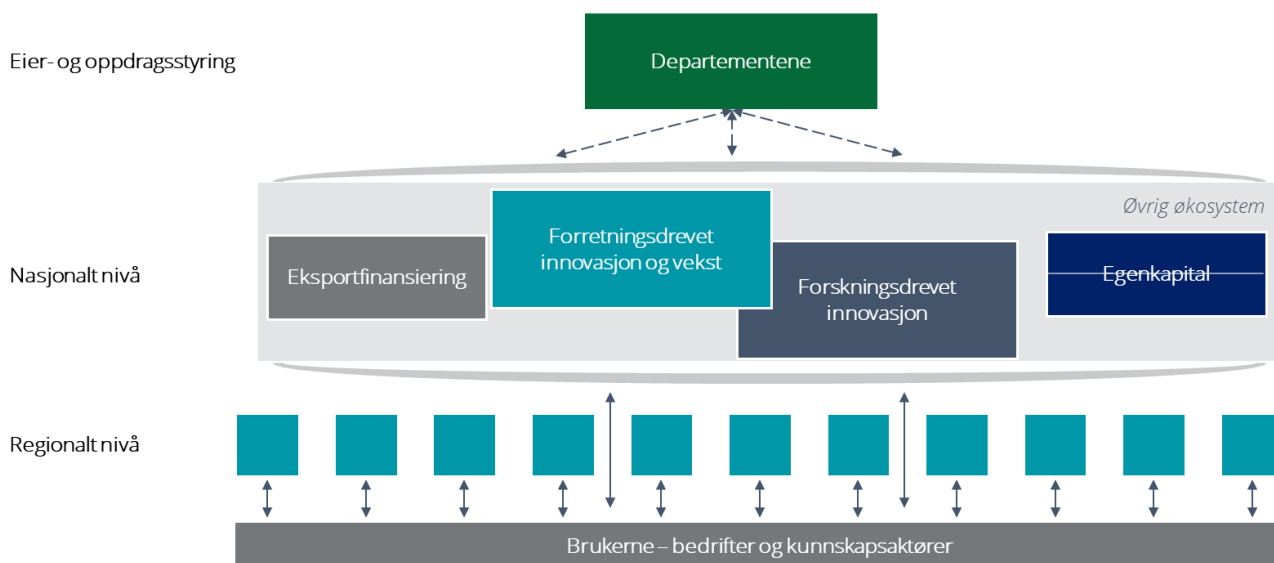 Eier- og oppdragsstyring
Departementene
Øvrig økosystem
Nasjonalt nivå
Eksportfinansiering
Forretningsdrevet
innovasjon og vekst
Forskningsdrevet
innovasjon
Egenkapital
Regionalt nivå
Brukerne – bedrifter og kunnskapsaktører